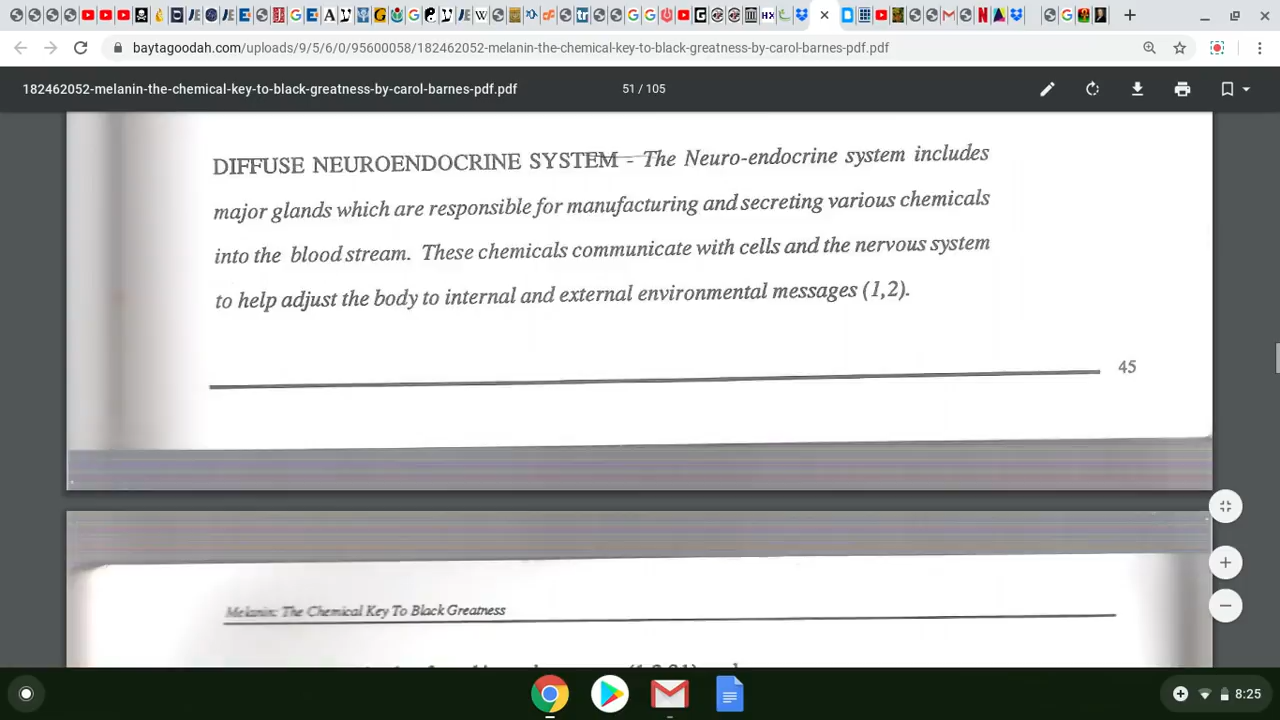 baytagoodah.com/uploads/9/5/6/0/95600058/182462052-melanin-the-chemical-key-to-black-greatness-by-carol-barnes-pdf.pdf
182462052-melanin-the-chemical-key-to-black-greatness-by-carol-barnes-pdf.pdf 51 / 105
DIFFUSE NEUROENDOCRINE SYSTEM - The Neuro-endocrine system includes
major glands which are responsible for manufacturing and secreting various chemicals
into the blood stream. These chemicals communicate with cells and the nervous system
to help adjust the body to internal and external environmental messages (1,2).
45
Melanin: The Chemical Key To Black Greatness
8:25